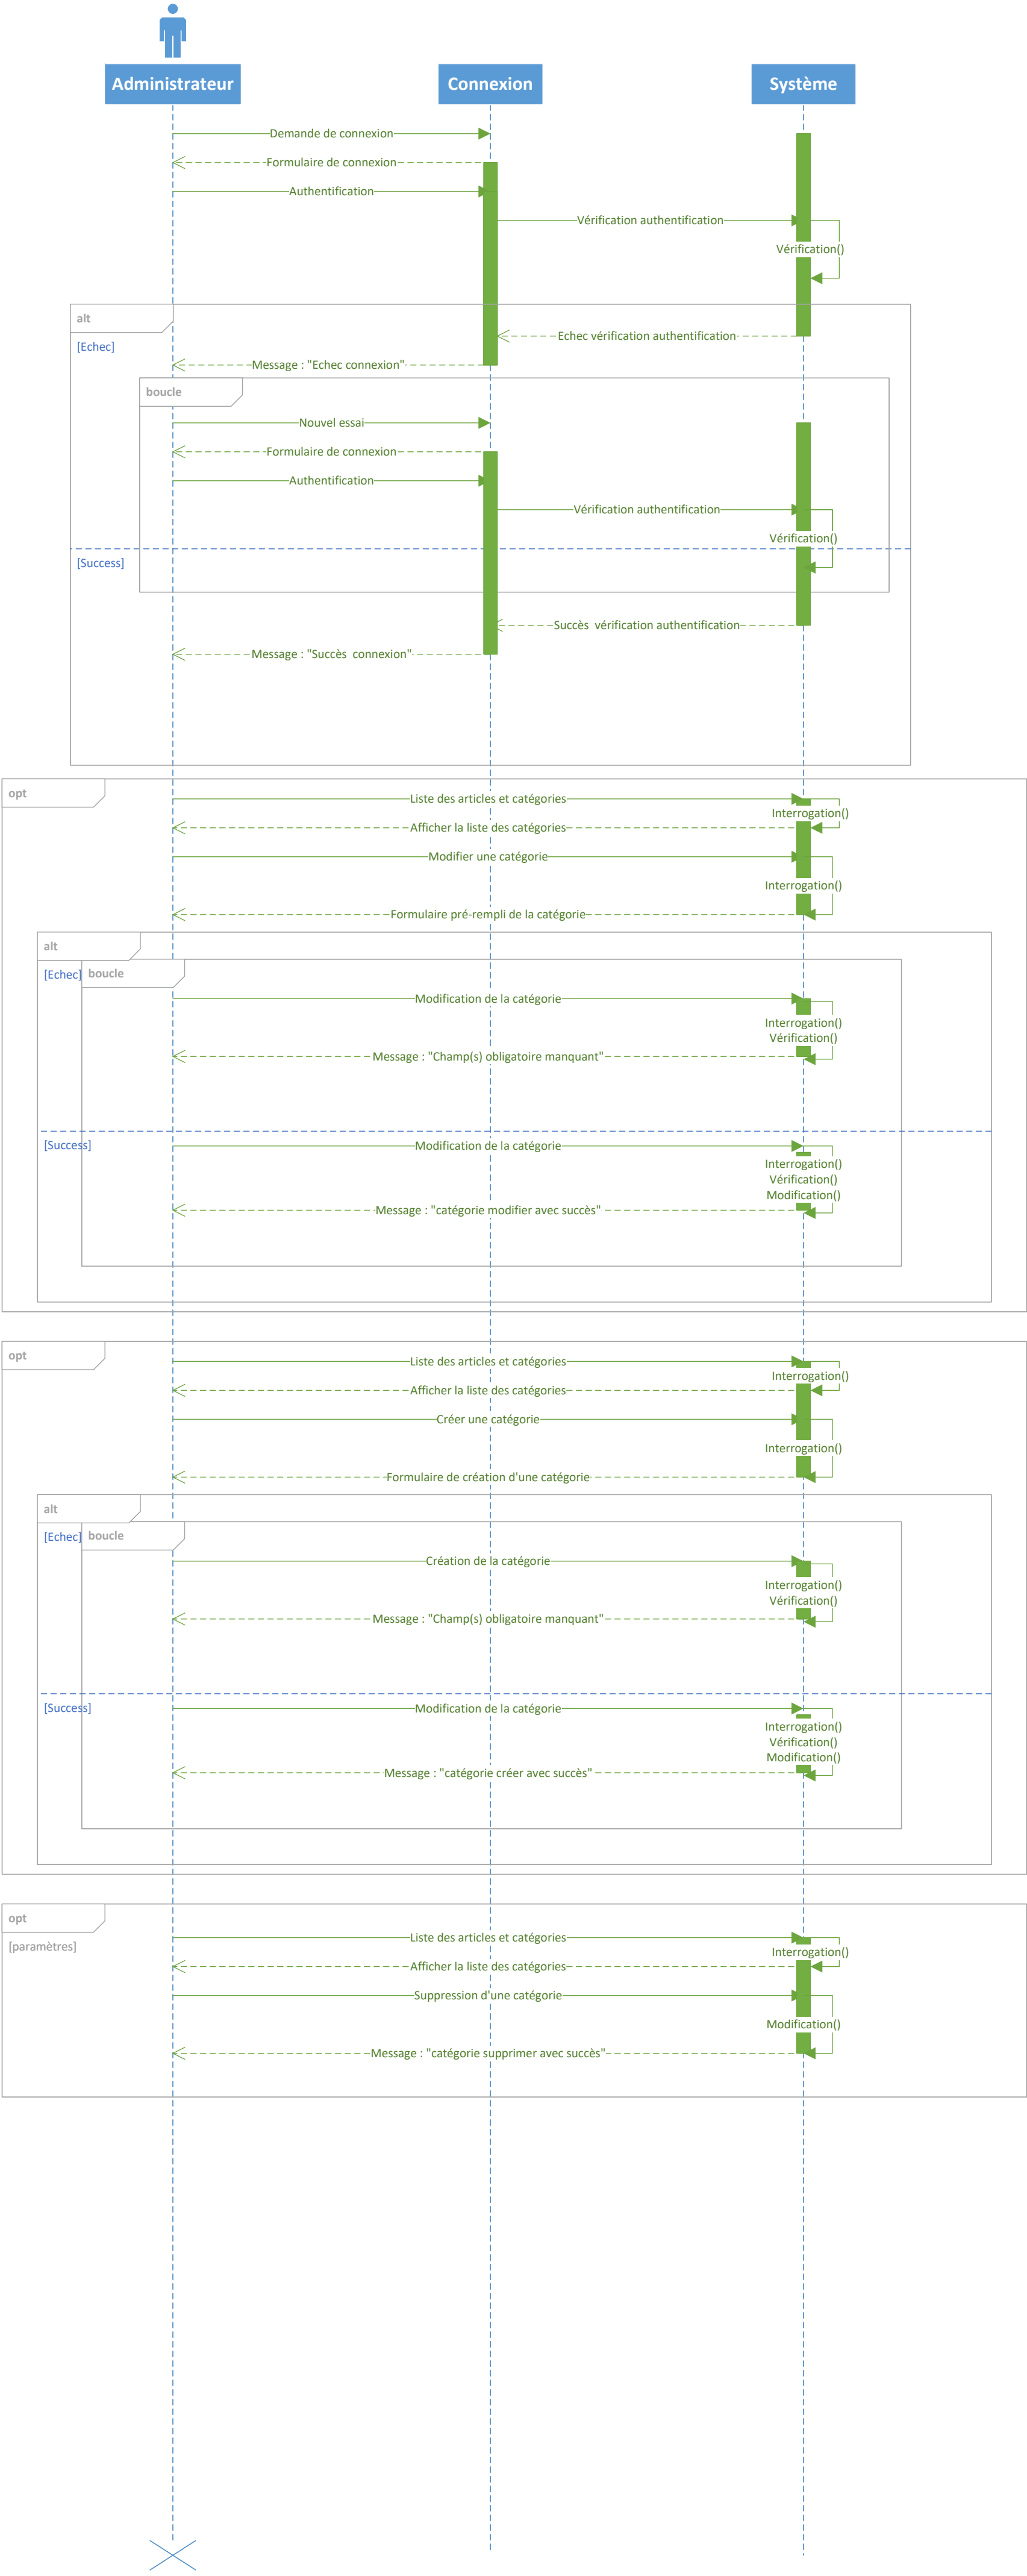 Administrateur
Connexion
Système
Demande de connexion
Formulaire de connexion
Authentification
Vérification authentification
Vérification()
alt
[Echec]
Echec vérification authentification
Message : "Echec connexion"
boucle
Nouvel essai
Formulaire de connexion
Authentification
Vérification authentification
Vérification()
[Success]
Succès  vérification authentification
Message : "Succès  connexion"
opt
Liste des articles et catégories
Interrogation()
Afficher la liste des catégories
Modifier une catégorie
Interrogation()
Formulaire pré-rempli de la catégorie
alt
[Echec]
boucle
Modification de la catégorie
Interrogation()
Vérification()
Message : "Champ(s) obligatoire manquant"
[Success]
Modification de la catégorie
Interrogation()
Vérification()
Modification()
Message : "catégorie modifier avec succès"
opt
Liste des articles et catégories
Interrogation()
Afficher la liste des catégories
Créer une catégorie
Interrogation()
Formulaire de création d'une catégorie
alt
[Echec]
boucle
Création de la catégorie
Interrogation()
Vérification()
Message : "Champ(s) obligatoire manquant"
[Success]
Modification de la catégorie
Interrogation()
Vérification()
Modification()
Message : "catégorie créer avec succès"
opt
[paramètres]
Liste des articles et catégories
Interrogation()
Afficher la liste des catégories
Suppression d'une catégorie
Modification()
Message : "catégorie supprimer avec succès"